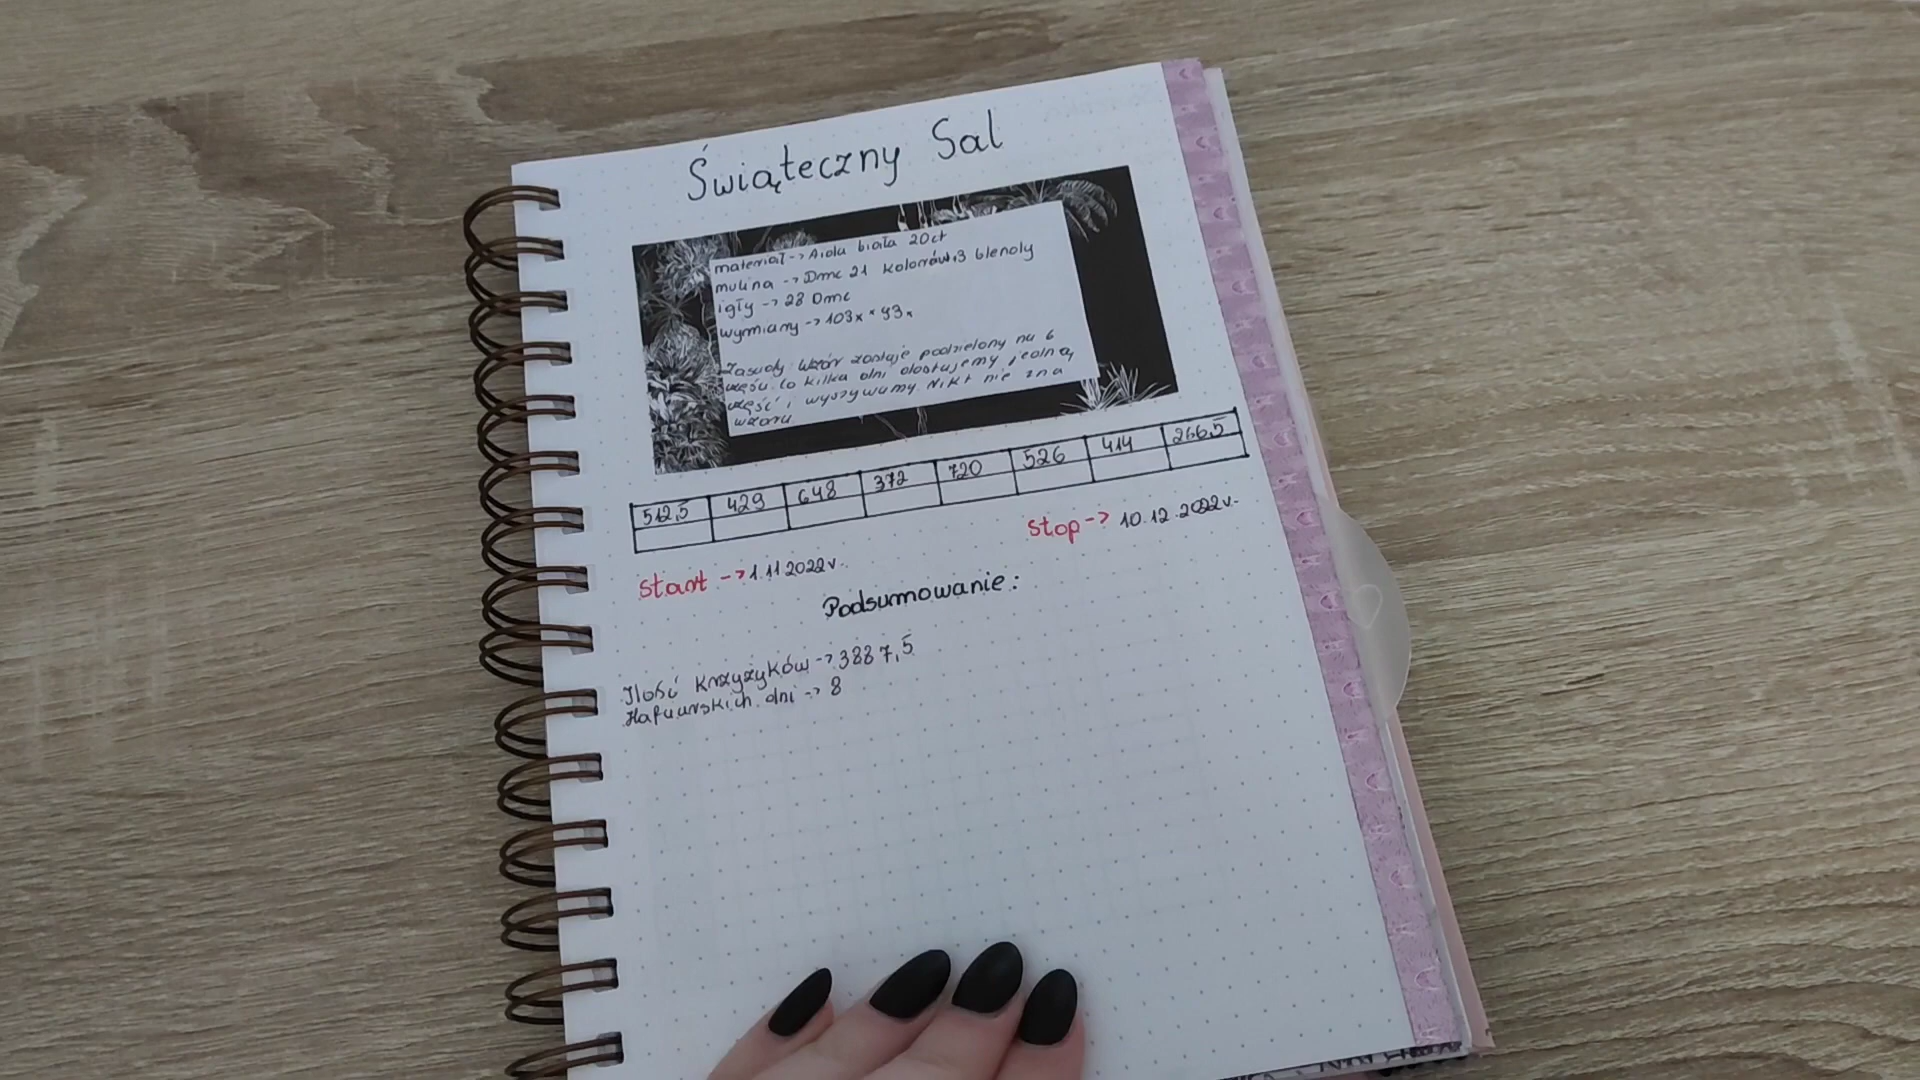 Świąteczny Sal
materiał -> Aida biała 20ct
mulina -> Dmc 21 kolorów, 3 blendy
igły -> 28 Dmc
wymiary -> 103x * 93x
Zasady Wzór zostaje podzielony na 6
części co kilka dni dostajemy jedną
część i wyszywamy. Nikt nie zna
wzoru
512,5 429 648 372 720 526 414 266,5
Start -> 1.11 2022r. Stop -> 10.12.2022r.
Podsumowanie:
Ilość krzyżyków -> 3887,5
Hafciarskich dni -> 8